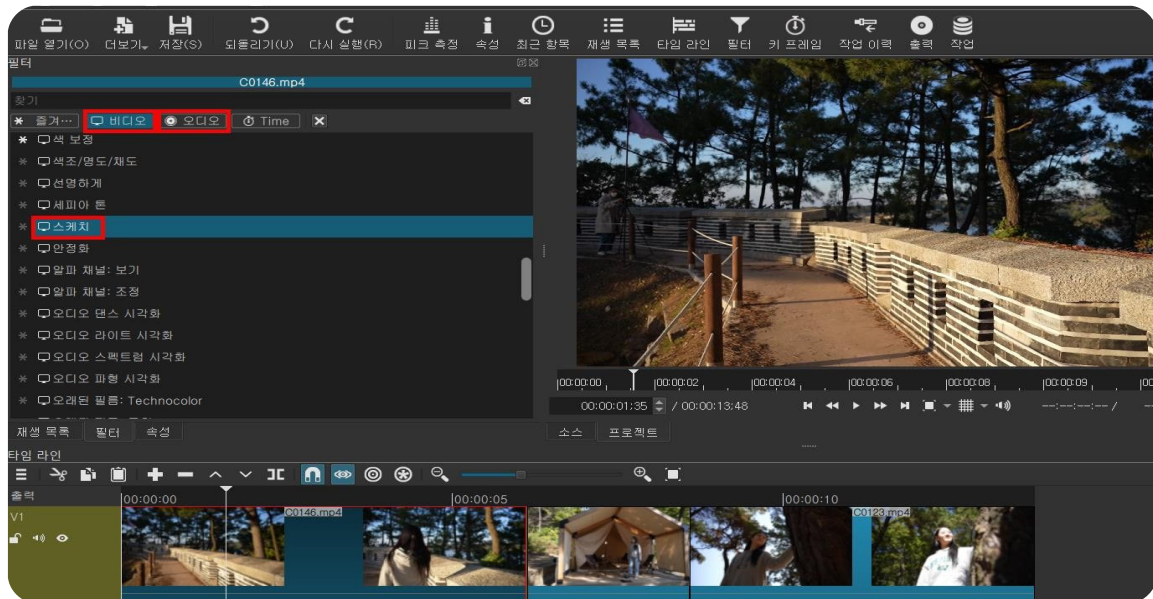 파일 열기(O) 더보기 저장(S) 되돌리기(U) 다시 실행(R) 피크 측정 속성 최근 항목 재생 목록 타임 라인 필터 키 프레임 작업 이력 출력 작업
필터
C0146.mp4
찾기
즐겨… 비디오 오디오 Time
색 보정
색조/명도/채도
선명하게
세피아 톤
스케치
안정화
알파 채널: 보기
알파 채널: 조정
오디오 댄스 시각화
오디오 라이트 시각화
오디오 스펙트럼 시각화
오디오 파형 시각화
오래된 필름: Technocolor
00:00:00 00:00:02 00:00:04 00:00:06 00:00:08 00:00:09
00:00:01;35 / 00:00:13;48 --:--:--:-- /
재생 목록 필터 속성 소스 프로젝트
타임 라인
출력 00:00:00 00:00:05 00:00:10
V1 C0146.mp4 C0123.mp4